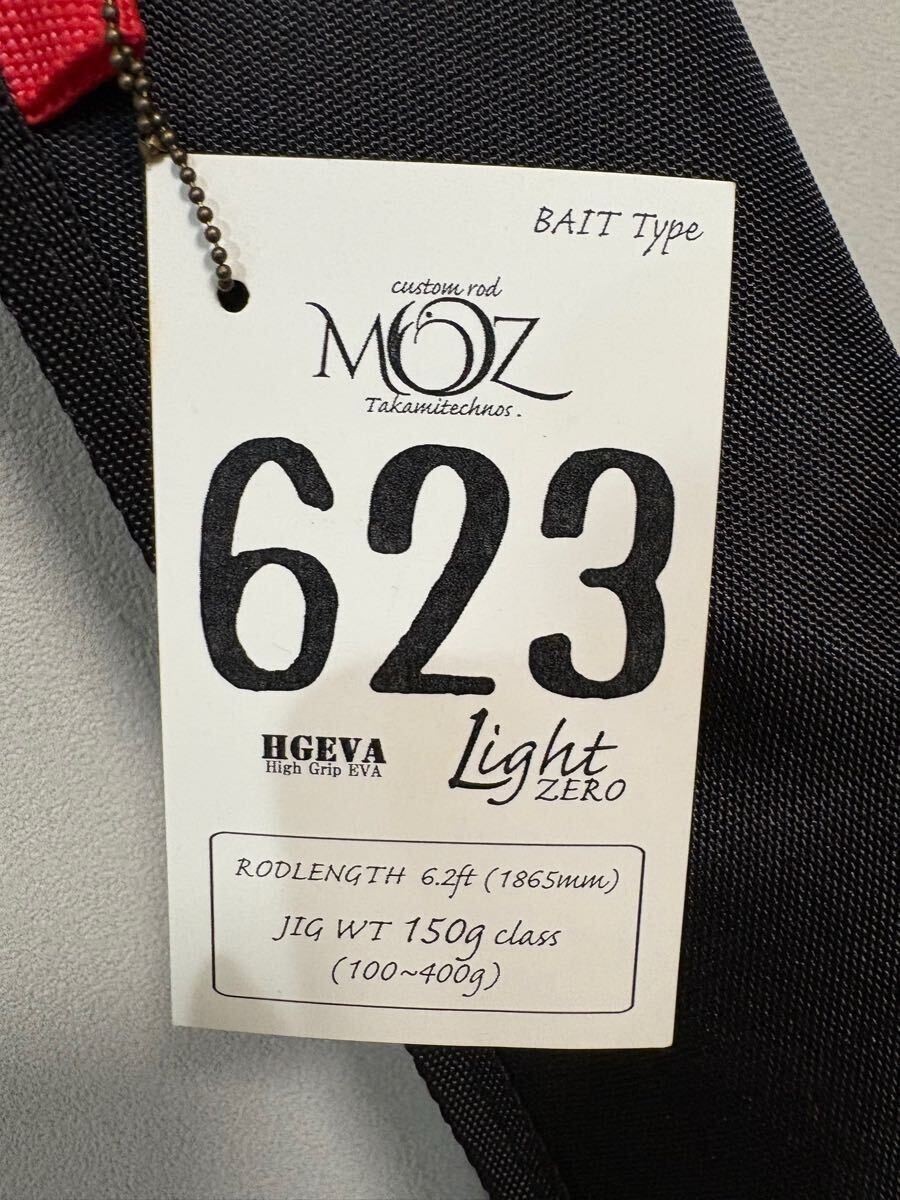 BAIT Type
custom rod
MOZ
Takamitechnos.
623
HGEVA
High Grip EVA
Light
ZERO
RODLENGTH 6.2ft (1865mm)
JIG WT 150g class
(100~400g)